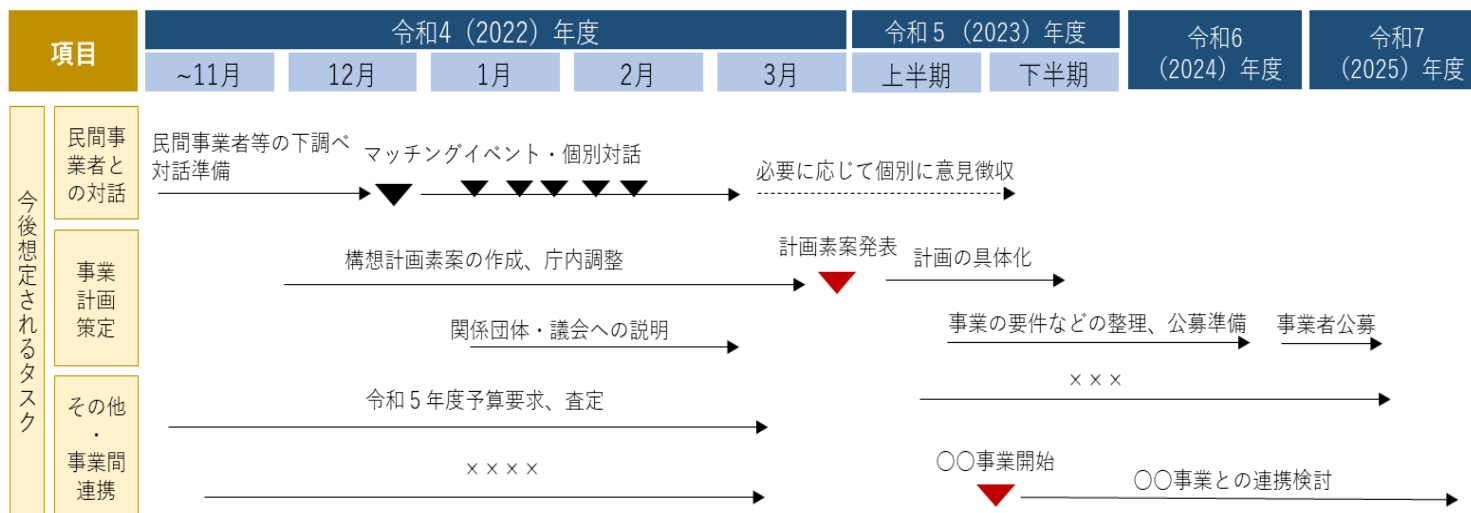 項目
令和4（2022）年度
令和５（2023）年度
令和6
（2024）年度
令和7
（2025）年度
~11月
12月
1月
2月
3月
上半期
下半期
今後想定されるタスク
民間事
業者と
の対話
民間事業者等の下調べ
対話準備
マッチングイベント・個別対話
必要に応じて個別に意見徴収
事業
計画
策定
構想計画素案の作成、庁内調整
計画素案発表
計画の具体化
関係団体・議会への説明
事業の要件などの整理、公募準備
事業者公募
その他
・
事業間
連携
令和５年度予算要求、査定
×××
××××
〇〇事業開始
〇〇事業との連携検討